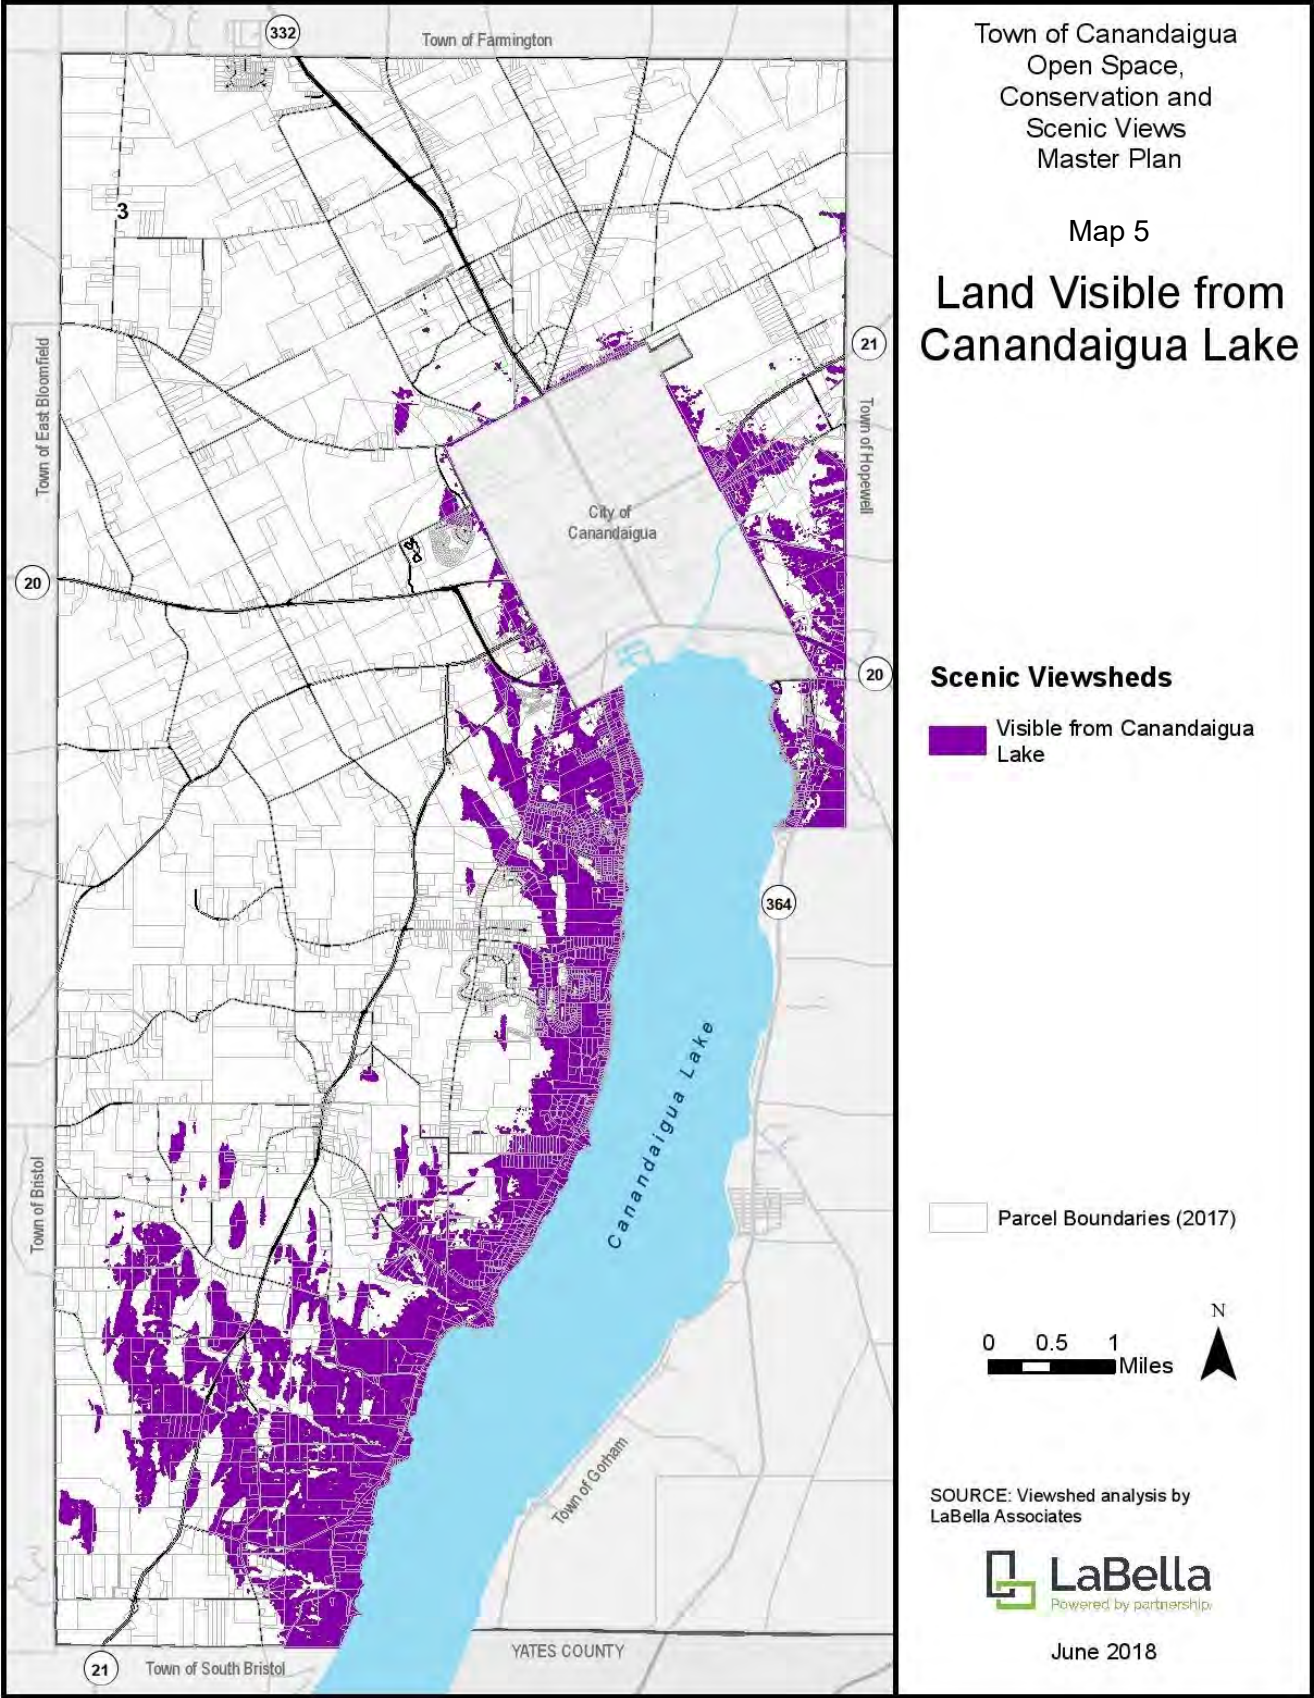 332
Town of Farmington
3
21
Town of East Bloomfield
Town of Hopewell
City of
Canandaigua
20
20
364
Canandaigua Lake
Town of Bristol
Town of Gorham
YATES COUNTY
21
Town of South Bristol
Town of Canandaigua
Open Space,
Conservation and
Scenic Views
Master Plan
Map 5
Land Visible from
Canandaigua Lake
Scenic Viewsheds
Visible from Canandaigua
Lake
Parcel Boundaries (2017)
N
0 0.5 1
Miles
SOURCE: Viewshed analysis by
LaBella Associates
LaBella
Powered by partnership.
June 2018